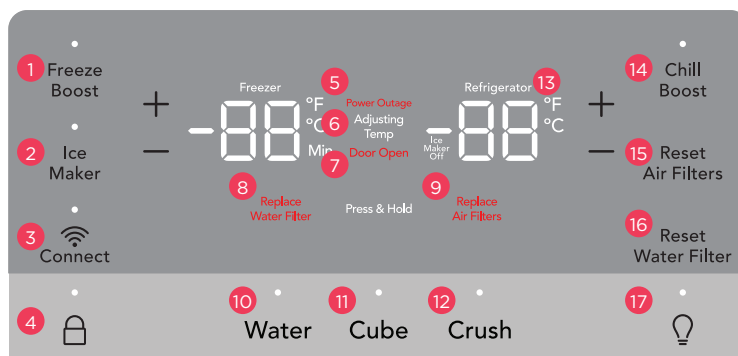 1
Freeze
Boost
2
Ice
Maker
3
Connect
4
+
−
Freezer
-88
°F
°C
Min
5
Power Outage
6
Adjusting
Temp
7
Door Open
8
Replace
Water Filter
Press & Hold
9
Replace
Air Filters
Refrigerator
13
Ice
Maker
Off
-88
°F
°C
+
−
14
Chill
Boost
15
Reset
Air Filters
16
Reset
Water Filter
10
Water
11
Cube
12
Crush
17